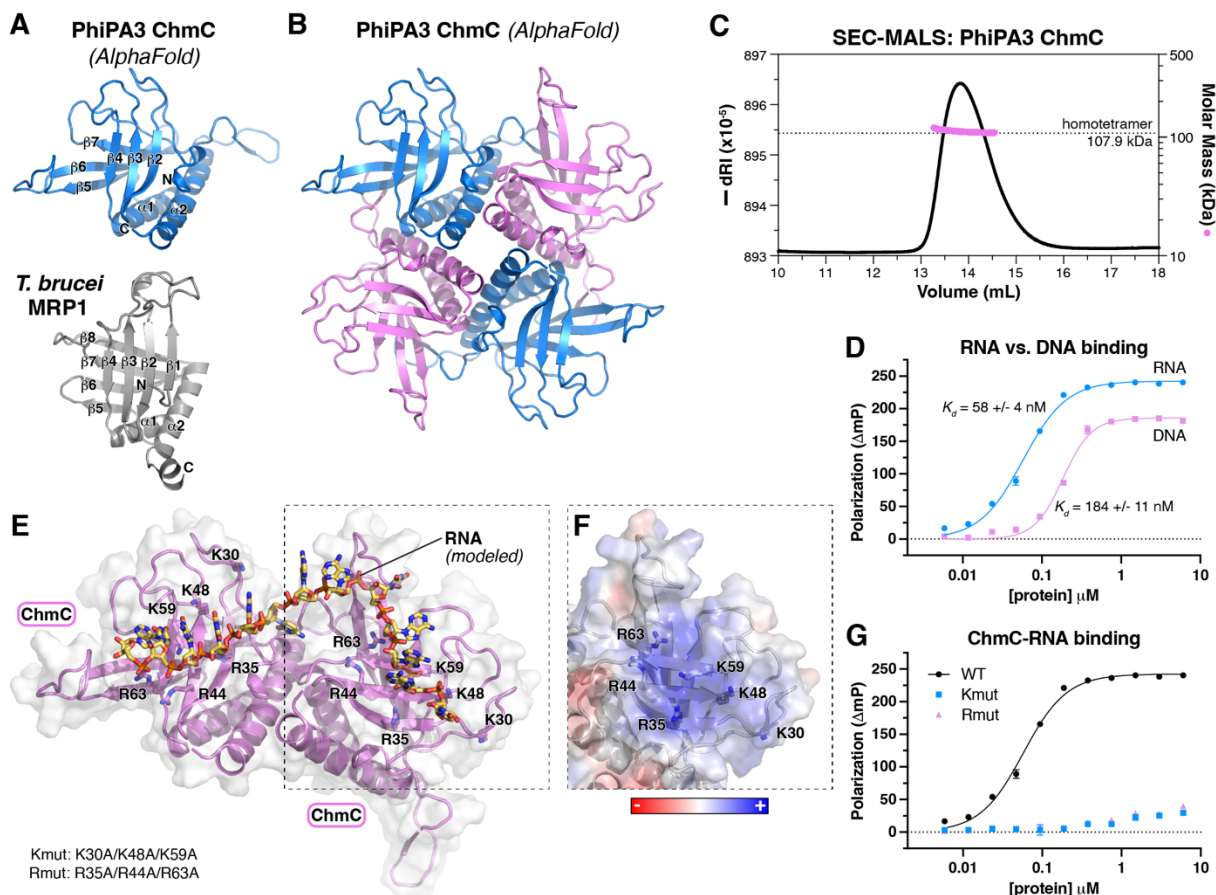 A
PhiPA3 ChmC
(AlphaFold)
β7
β6
β5
β4
β3
β2
N
α1
α2
C
T. brucei
MRP1
β8
β7
β6
β5
β4
β3
β2
β1
N
α1
α2
C
B
PhiPA3 ChmC (AlphaFold)
C
SEC-MALS: PhiPA3 ChmC
897
896
895
894
893
dRI (x10⁻⁵)
500
100
10
Molar Mass (kDa)
homotetramer
107.9 kDa
10 11 12 13 14 15 16 17 18
Volume (mL)
D
RNA vs. DNA binding
250
200
150
100
50
0
Polarization (ΔmP)
RNA
Kd = 58 +/- 4 nM
DNA
Kd = 184 +/- 11 nM
0.01 0.1 1 10
[protein] μM
E
ChmC
K30
K48
K59
R63
R44
R35
RNA
(modeled)
R63
K59
R44
K48
R35
K30
ChmC
Kmut: K30A/K48A/K59A
Rmut: R35A/R44A/R63A
F
R63
K59
R44
K48
R35
K30
- +
G
ChmC-RNA binding
250
200
150
100
50
0
Polarization (ΔmP)
WT
Kmut
Rmut
0.01 0.1 1 10
[protein] μM